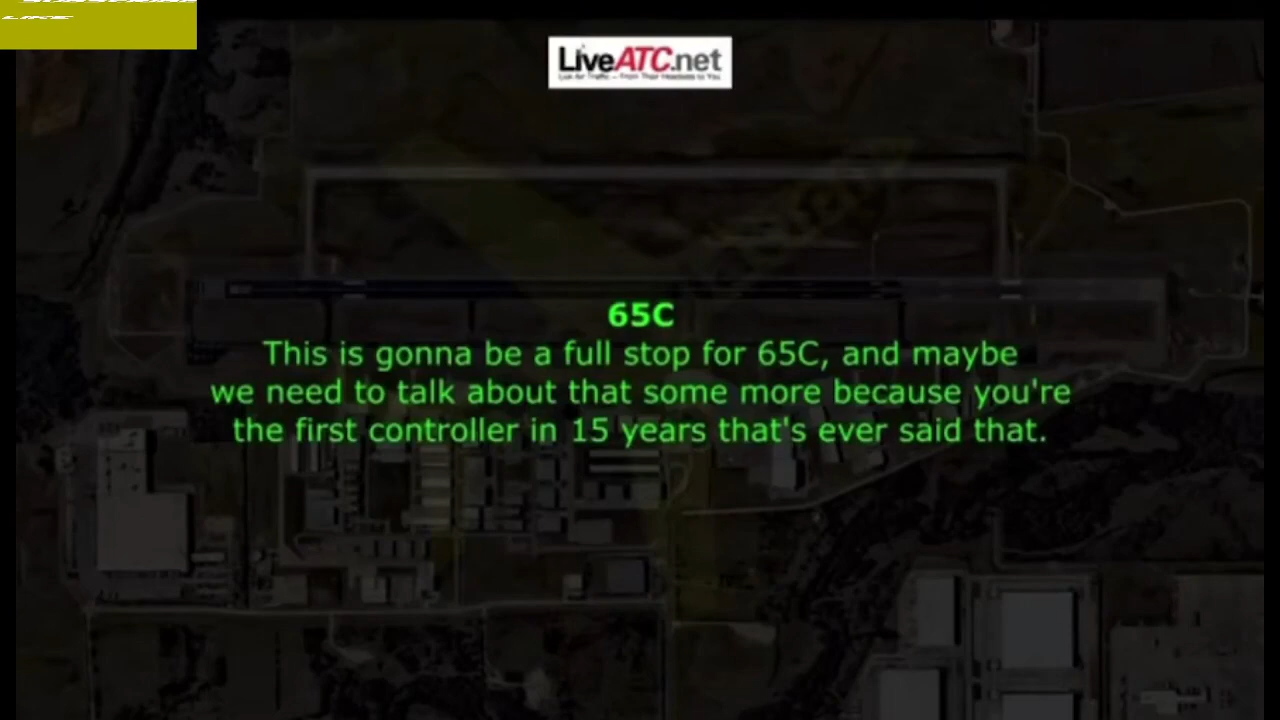 LiveATC.net
65C
This is gonna be a full stop for 65C, and maybe
we need to talk about that some more because you're
the first controller in 15 years that's ever said that.